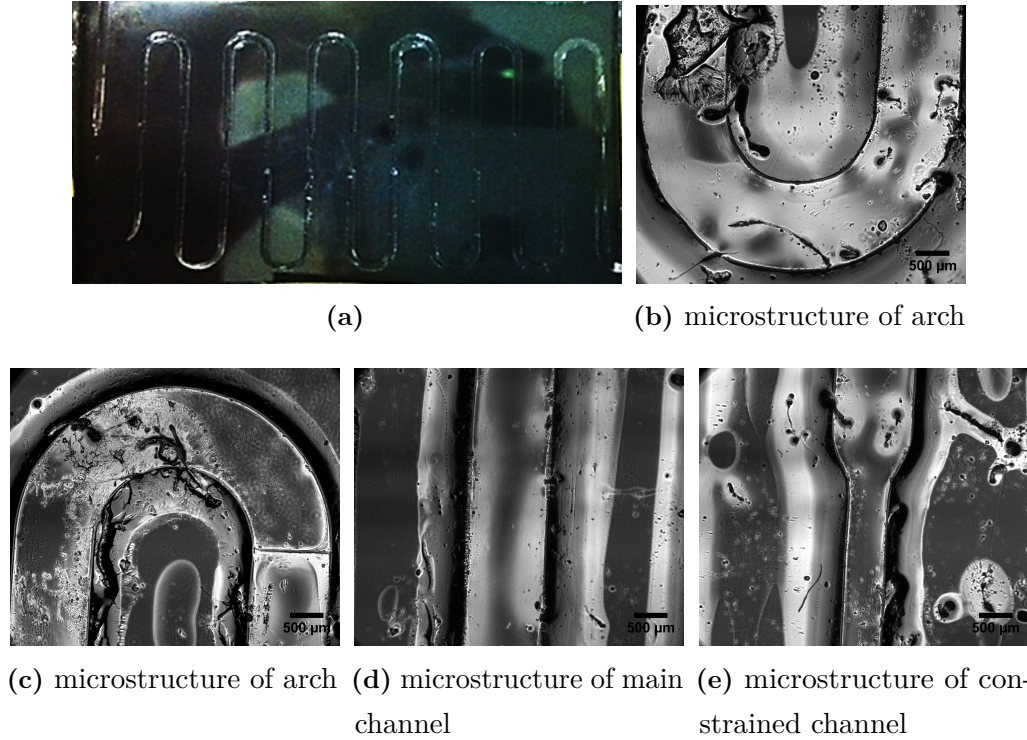 500 µm
(a)
(b) microstructure of arch
500 µm
500 µm
500 µm
(c) microstructure of arch
(d) microstructure of main
channel
(e) microstructure of con-
strained channel